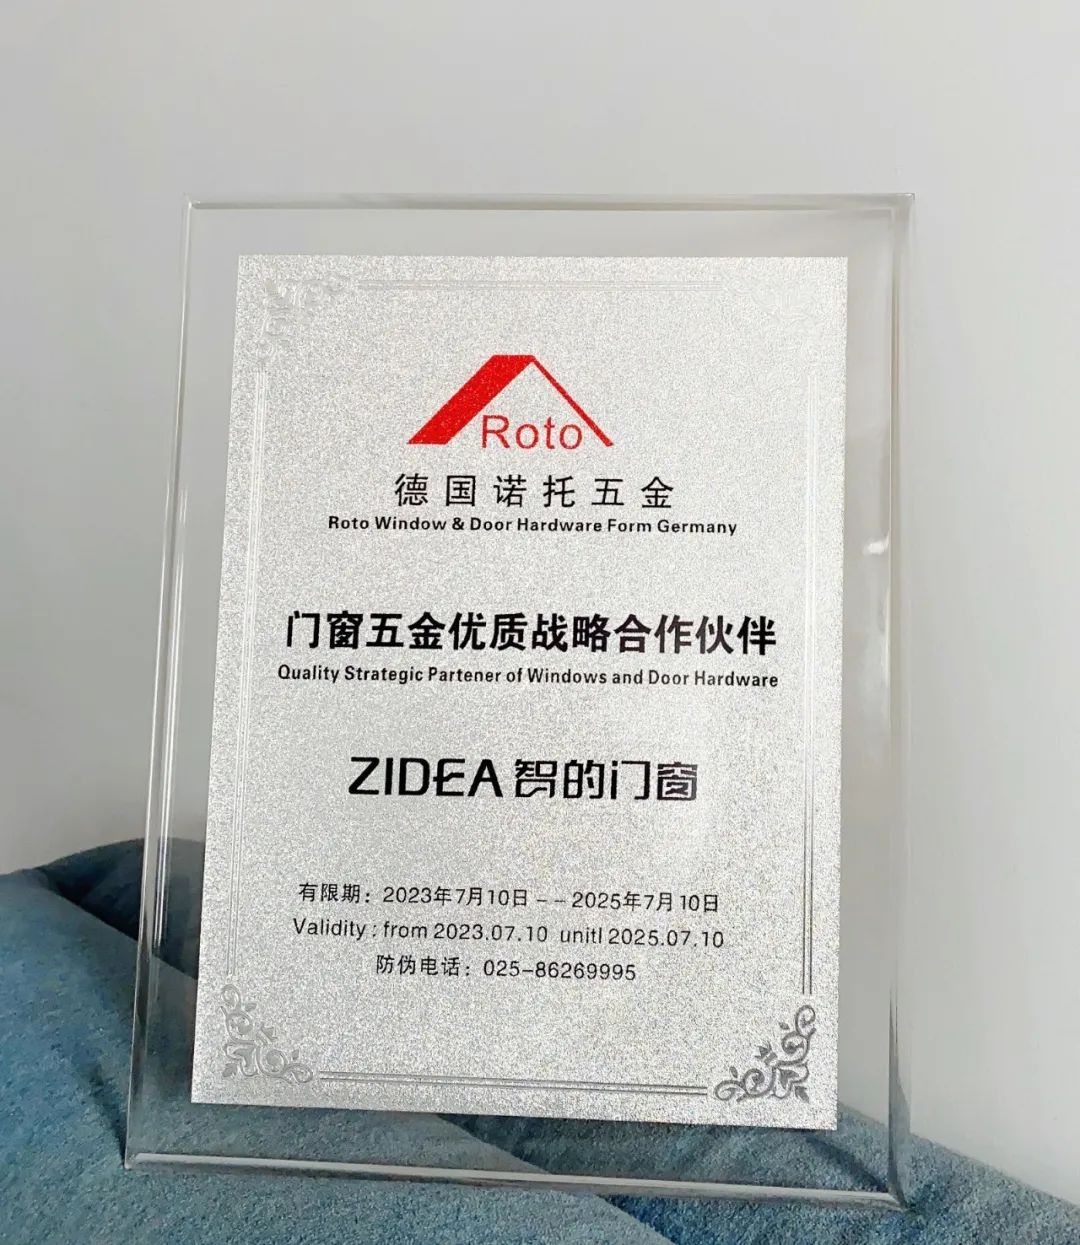 Roto
德国诺托五金
Roto Window & Door Hardware Form Germany
门窗五金优质战略合作伙伴
Quality Strategic Partener of Windows and Door Hardware
ZIDEA 智的门窗
有限期：2023年7月10日－－2025年7月10日
Validity : from 2023.07.10 unitl 2025.07.10
防伪电话：025-86269995